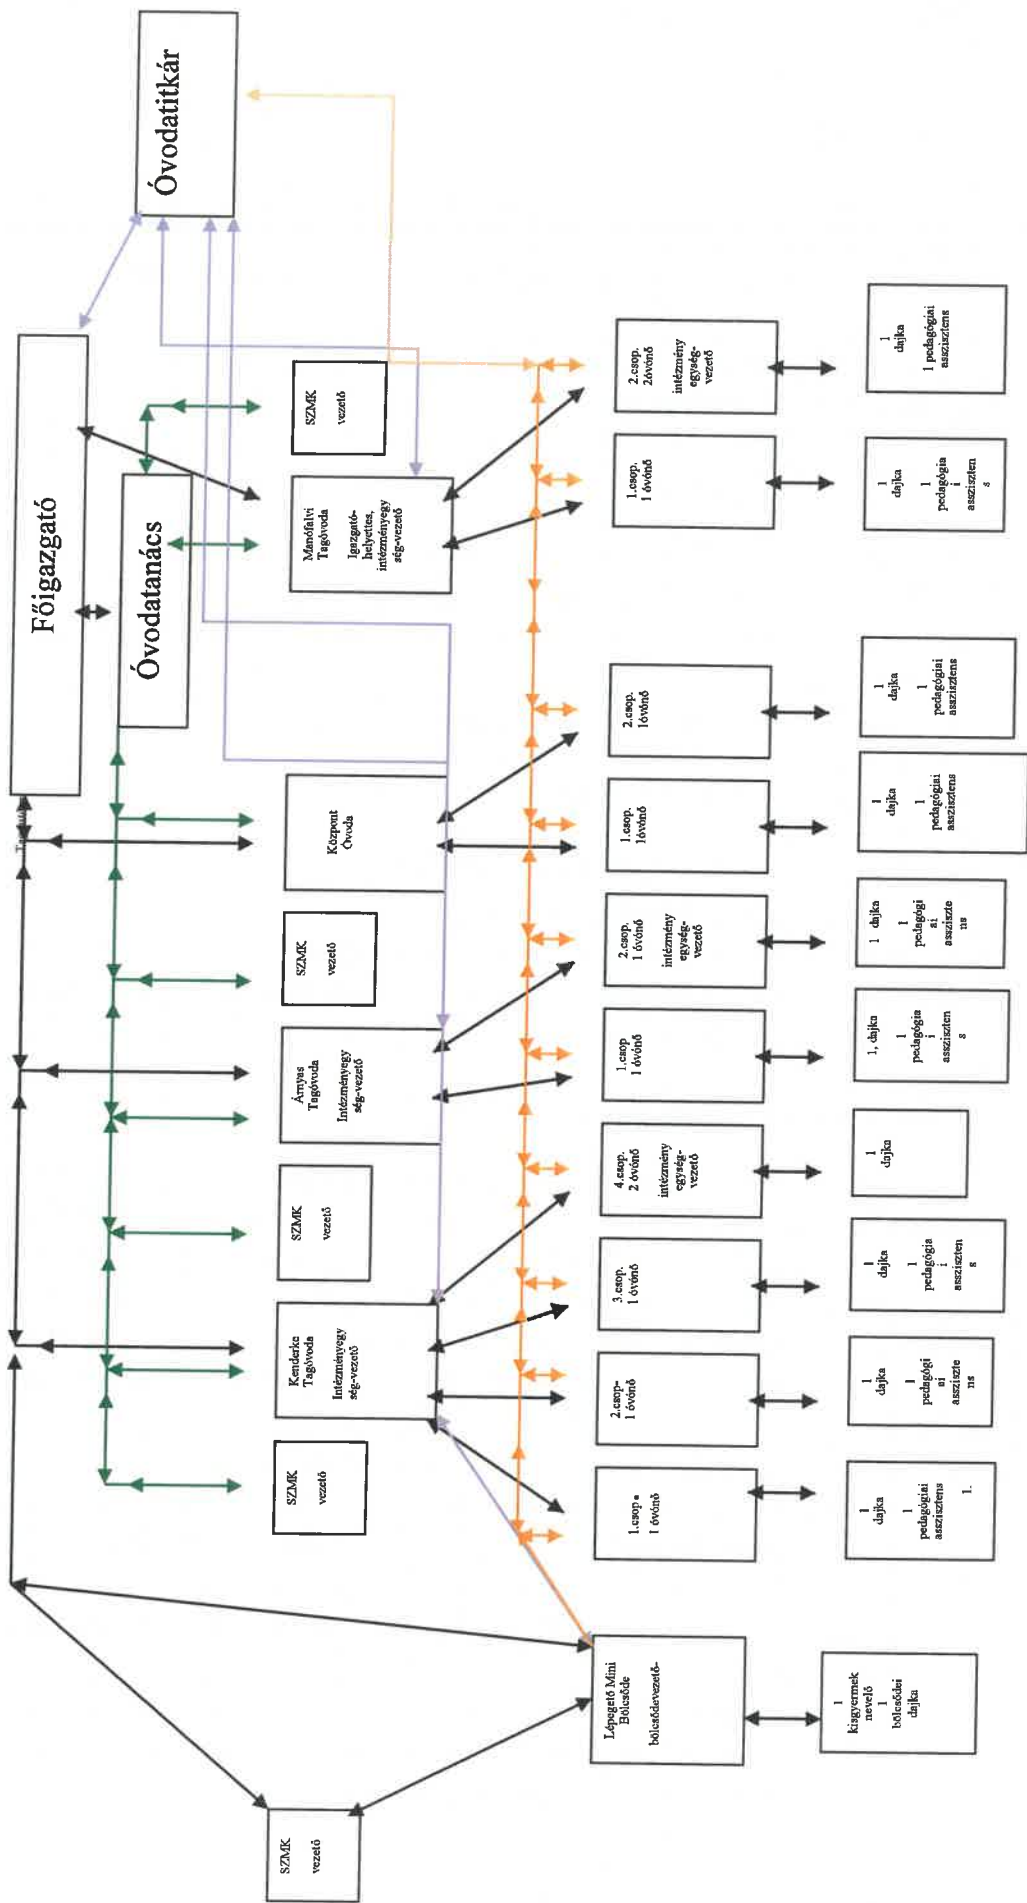 Óvodatitkár
Főigazgató
Óvodatanács
SZMK
vezető
Kenderke
Tagóvoda
Intézményegy
ség-vezető
SZMK
vezető
Árnyas
Tagóvoda
Intézményegy
ség-vezető
SZMK
vezető
Központ
Óvoda
Manófalvi
Tagóvoda
Igazgató-
helyettes,
intézményegy
ség-vezető
SZMK
vezető
SZMK
vezető
Lépegető Mini
Bölcsőde
bölcsődevezető-
1.csop.
1 óvónő
2.csop-
1 óvónő
3.csop.
1 óvónő
4.csop.
2 óvónő
intézmény
egység-
vezető
1.csop
1 óvónő
2.csop.
1 óvónő
intézmény
egység-
vezető
1.csop.
1óvónő
2.csop.
1óvónő
1.csop.
1 óvónő
2.csop.
2óvónő
intézmény
egység-
vezető
1
kisgyermek
nevelő
1
bölcsődei
dajka
1
dajka
1
pedagógiai
asszisztens
1.
1
dajka
1
pedagógi
ai
assziszte
ns
1
dajka
1
pedagógia
i
assziszten
s
1
dajka
1, dajka
1
pedagógia
i
assziszten
s
1 dajka
1
pedagógi
ai
assziszte
ns
1
dajka
1
pedagógiai
asszisztens
1
dajka
1
pedagógiai
asszisztens
1
dajka
1
pedagógia
i
assziszten
s
1
dajka
1 pedagógiai
asszisztens